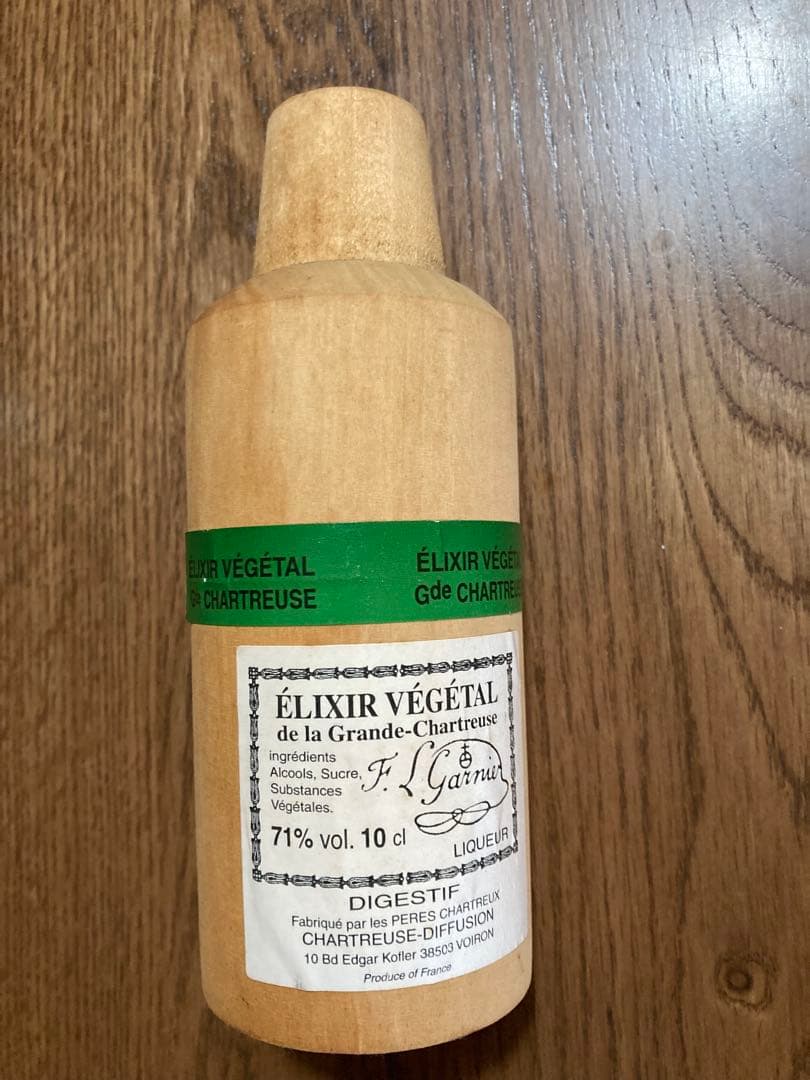 ÉLIXIR VÉGÉTAL ÉLIXIR VÉGÉTAL
Gde CHARTREUSE Gde CHARTREUSE
ÉLIXIR VÉGÉTAL
de la Grande-Chartreuse
ingrédients
Alcools, Sucre,
Substances
Végétales.
F. L. Garnier
71% vol. 10 cl
LIQUEUR
DIGESTIF
Fabriqué par les PERES CHARTREUX
CHARTREUSE-DIFFUSION
10 Bd Edgar Kofler 38503 VOIRON
Produce of France